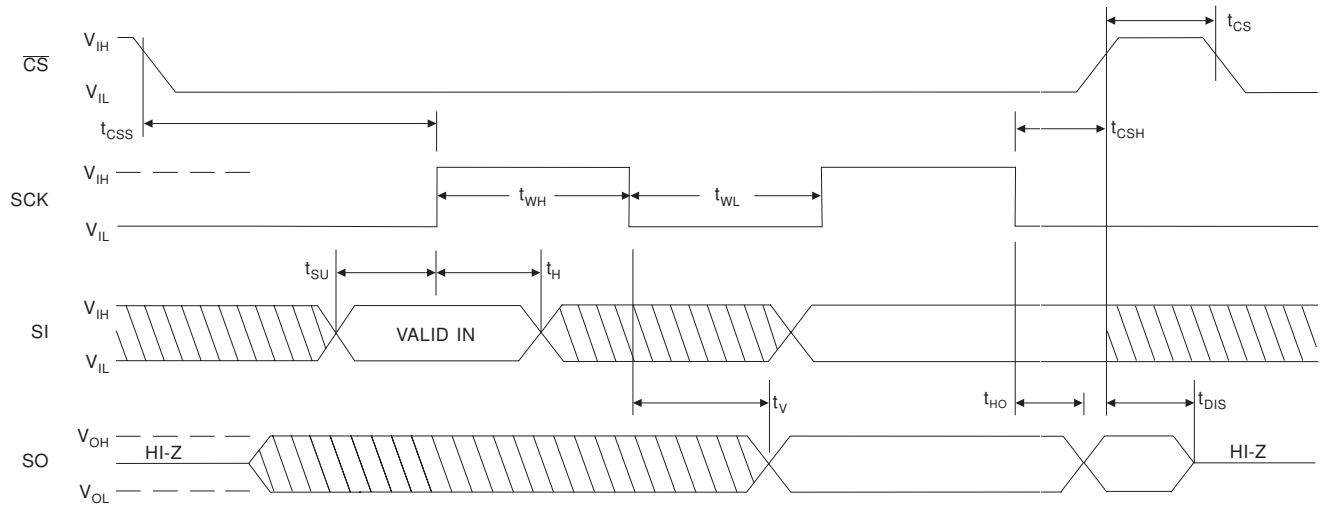 V_IH
t_CS
C̅S̅
V_IL
t_CSS
t_CSH
V_IH
SCK
t_WH
t_WL
V_IL
t_SU
t_H
V_IH
SI
VALID IN
V_IL
t_V
t_HO
t_DIS
V_OH
SO
HI-Z
HI-Z
V_OL